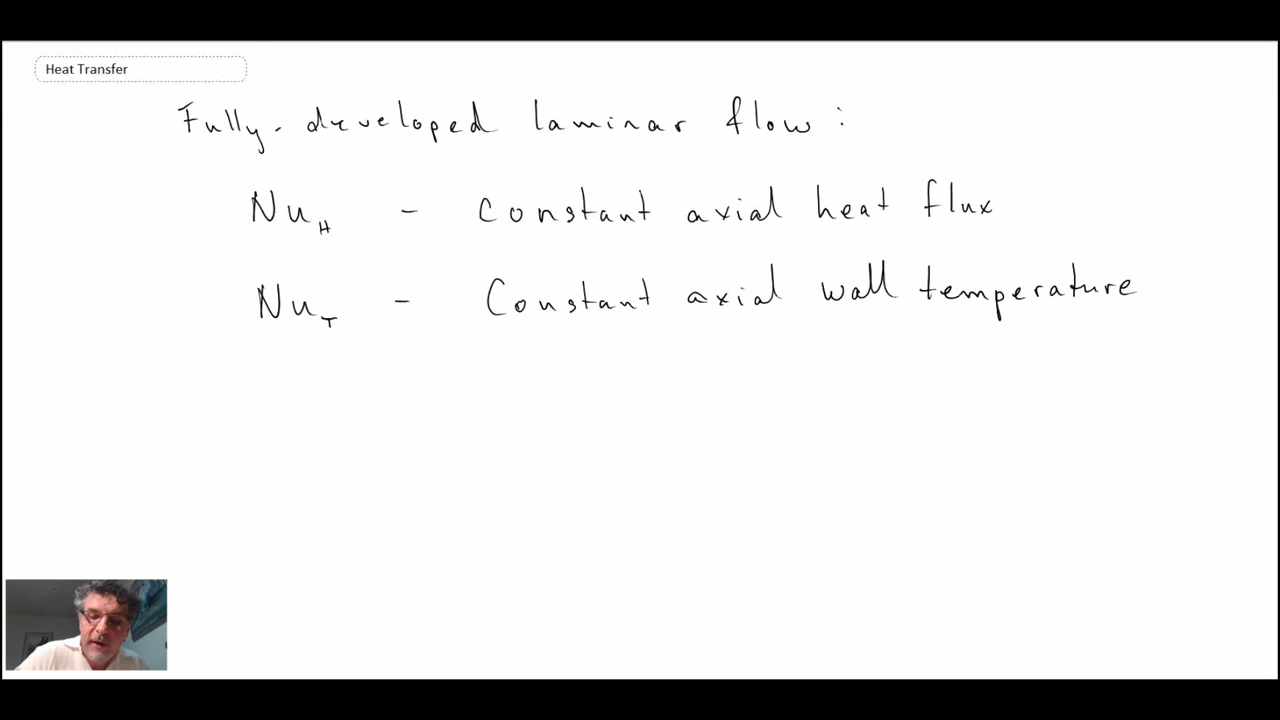 Heat Transfer
Fully-developed laminar flow:
Nu_H - Constant axial heat flux
Nu_T - Constant axial wall temperature